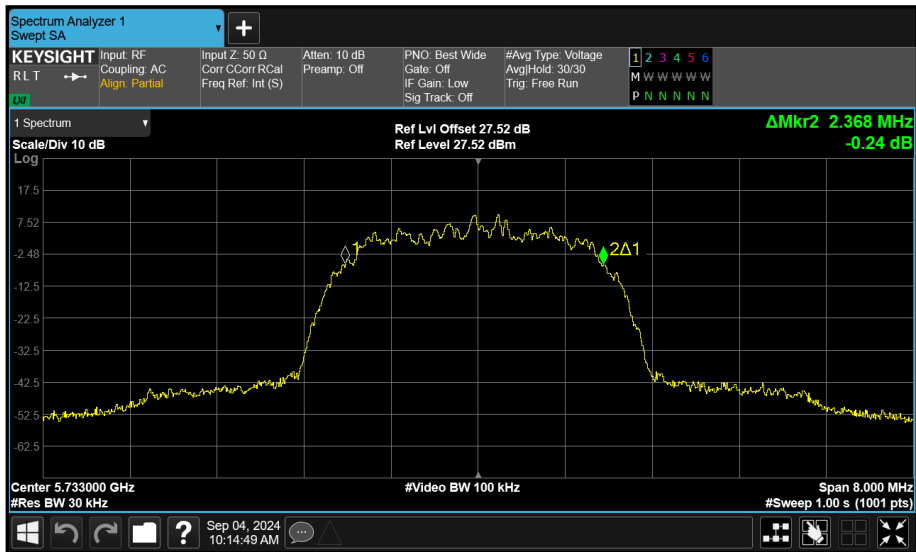 Spectrum Analyzer 1
Swept SA
+
KEYSIGHT
R L T
LXI
Input: RF
Coupling: AC
Align: Partial
Input Z: 50 Ω
Corr CCorr RCal
Freq Ref: Int (S)
Atten: 10 dB
Preamp: Off
PNO: Best Wide
Gate: Off
IF Gain: Low
Sig Track: Off
#Avg Type: Voltage
Avg|Hold: 30/30
Trig: Free Run
1 2 3 4 5 6
M W W W W W
P N N N N N
1 Spectrum
Scale/Div 10 dB
Ref Lvl Offset 27.52 dB
Ref Level 27.52 dBm
ΔMkr2 2.368 MHz
-0.24 dB
Log
17.5
7.52
-2.48
-12.5
-22.5
-32.5
-42.5
-52.5
-62.5
1
2Δ1
Center 5.733000 GHz
#Res BW 30 kHz
#Video BW 100 kHz
Span 8.000 MHz
#Sweep 1.00 s (1001 pts)
?
Sep 04, 2024
10:14:49 AM